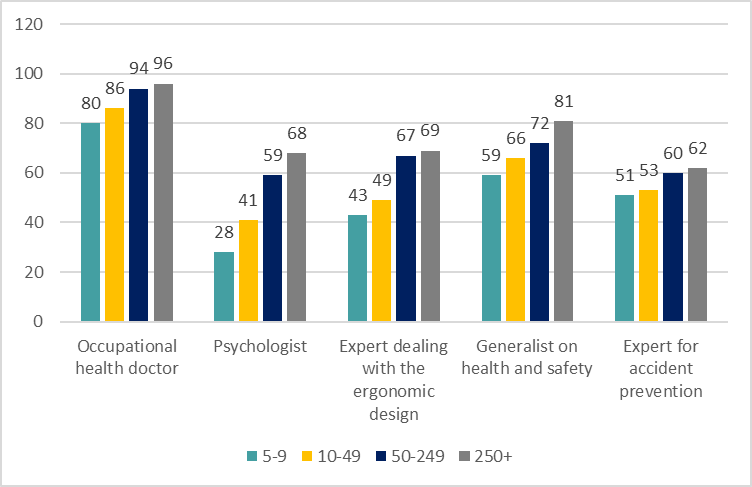 120
100
80
60
40
20
0
80 86 94 96
28 41 59 68
43 49 67 69
59 66 72 81
51 53 60 62
Occupational
health doctor
Psychologist
Expert dealing
with the
ergonomic
design
Generalist on
health and safety
Expert for
accident
prevention
5-9 10-49 50-249 250+